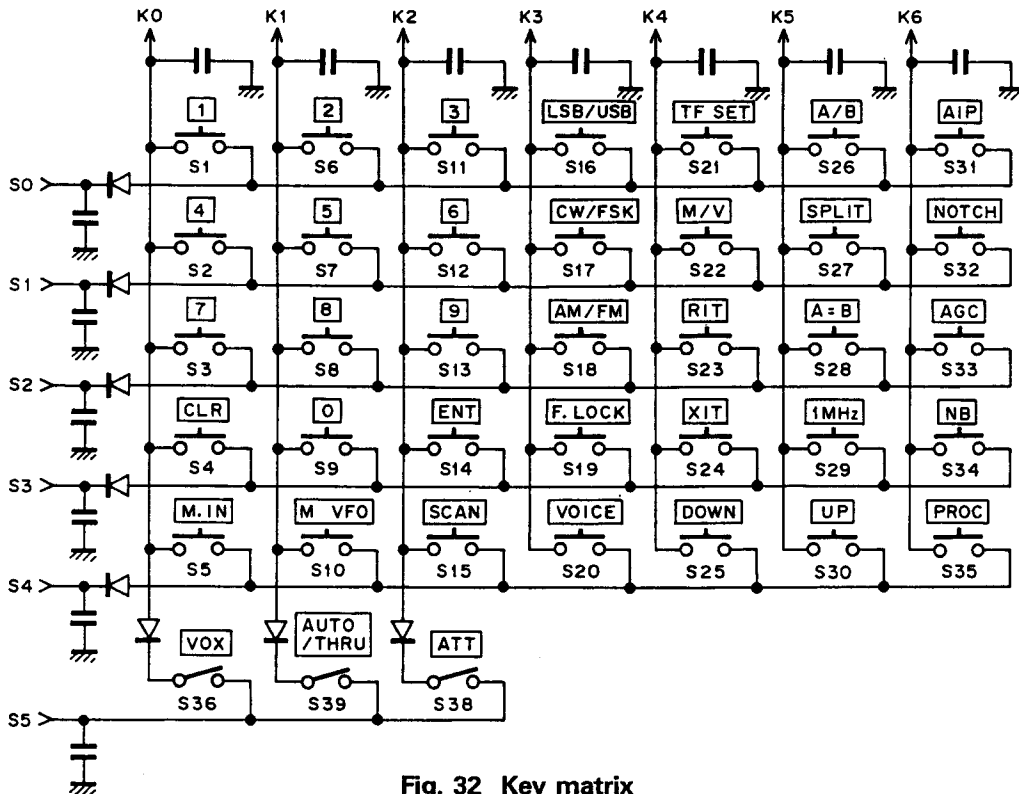 K0 K1 K2 K3 K4 K5 K6
1 2 3 LSB/USB TF SET A/B AIP
S1 S6 S11 S16 S21 S26 S31
S0
4 5 6 CW/FSK M/V SPLIT NOTCH
S2 S7 S12 S17 S22 S27 S32
S1
7 8 9 AM/FM RIT A=B AGC
S3 S8 S13 S18 S23 S28 S33
S2
CLR 0 ENT F.LOCK XIT 1MHz NB
S4 S9 S14 S19 S24 S29 S34
S3
M.IN M VFO SCAN VOICE DOWN UP PROC
S5 S10 S15 S20 S25 S30 S35
S4
VOX AUTO/THRU ATT
S36 S39 S38
S5
Fig. 32 Key matrix